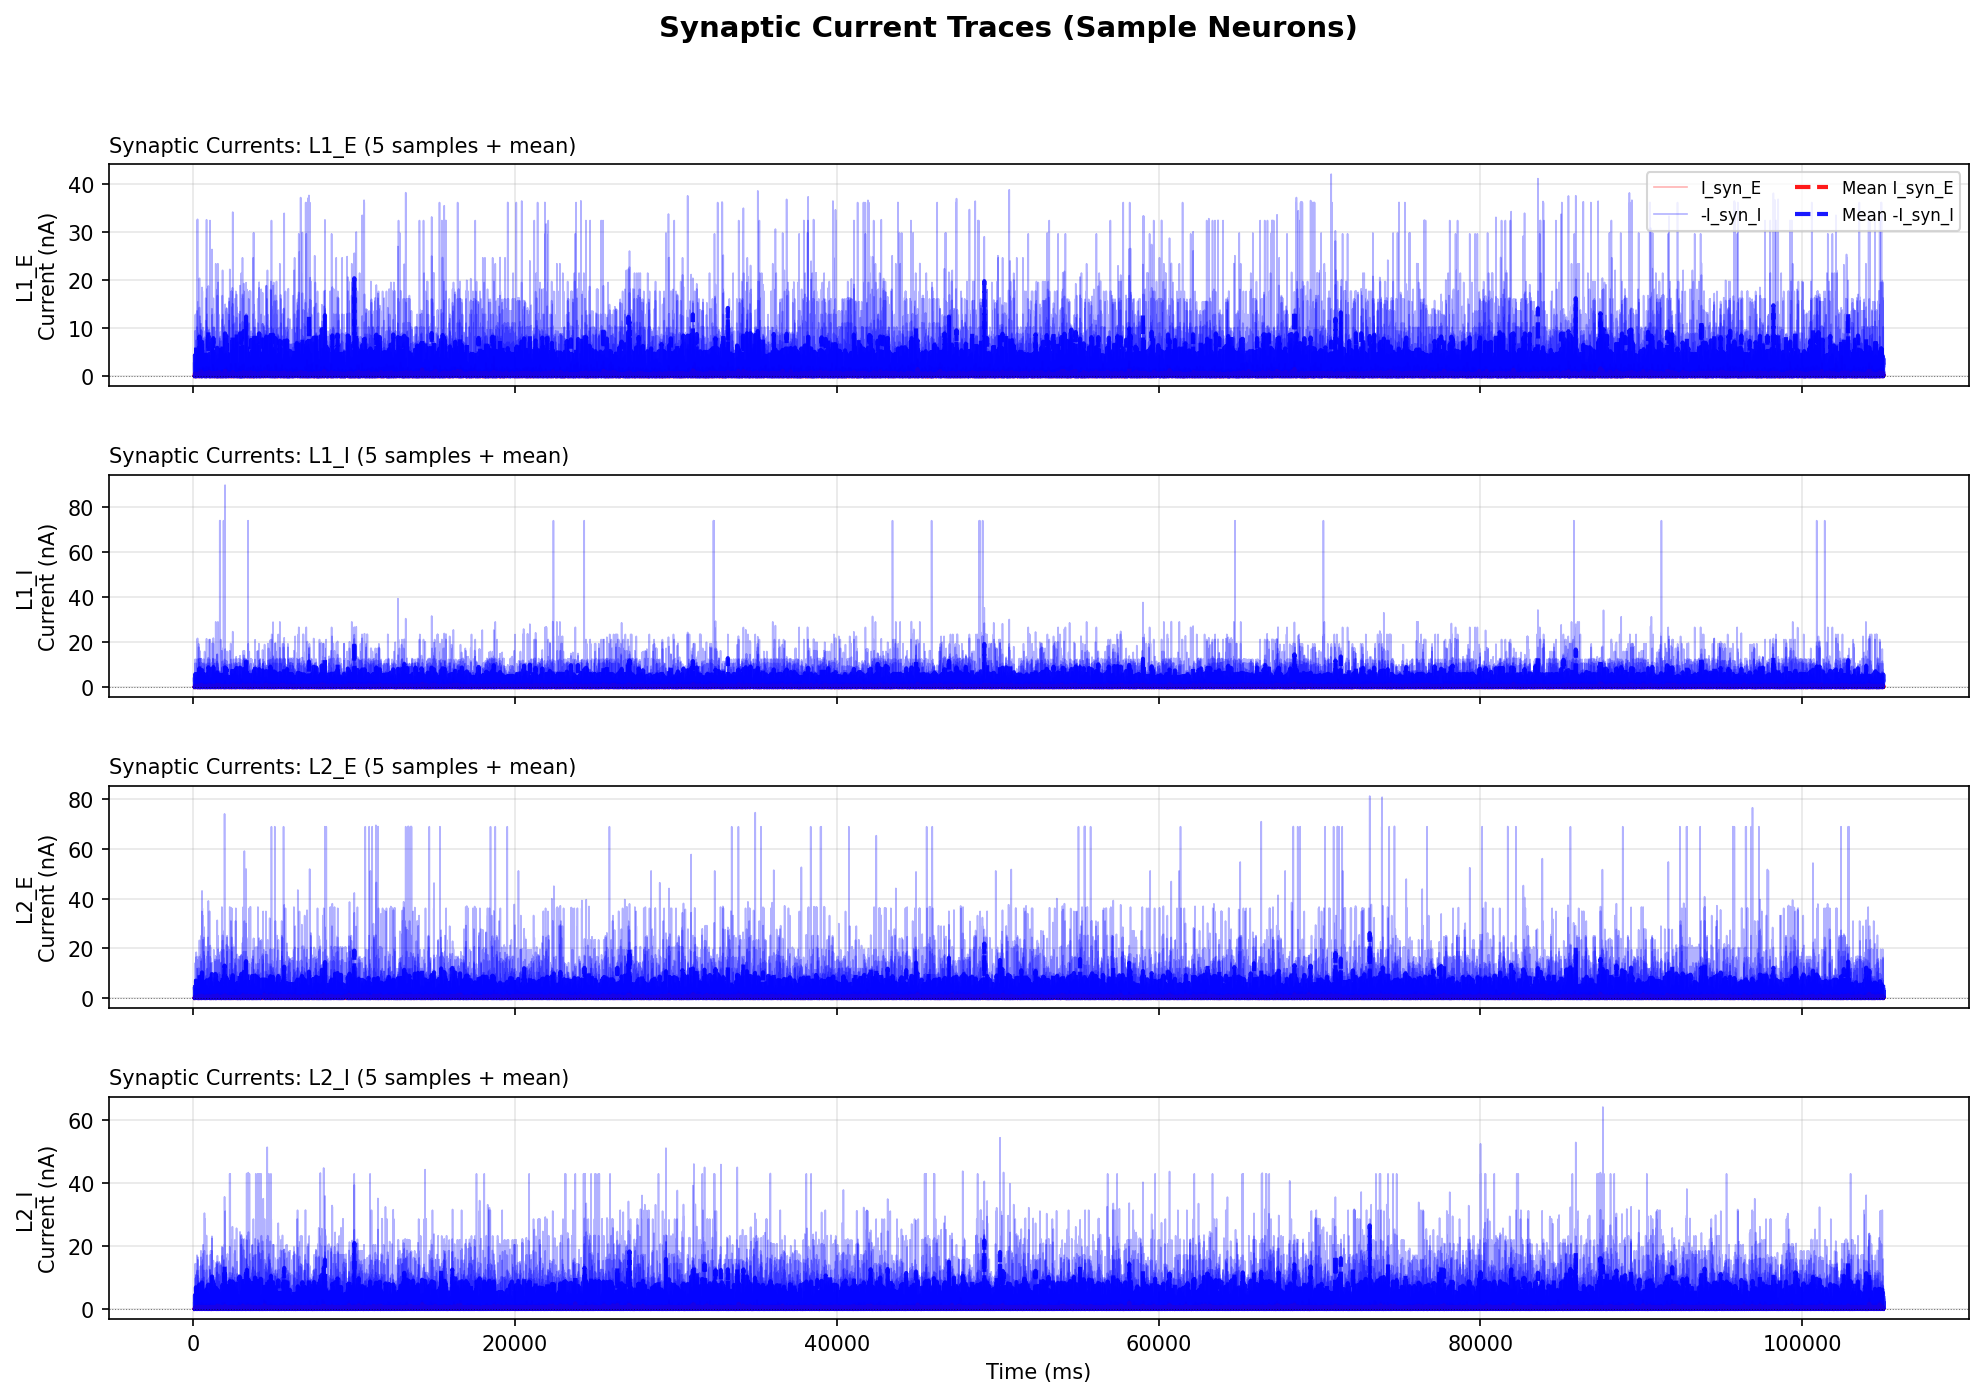 Synaptic Current Traces (Sample Neurons)
Synaptic Currents: L1_E (5 samples + mean)
L1_E
Current (nA)
40
30
20
10
0
I_syn_E
-I_syn_I
Mean I_syn_E
Mean -I_syn_I
Synaptic Currents: L1_I (5 samples + mean)
L1_I
Current (nA)
80
60
40
20
0
Synaptic Currents: L2_E (5 samples + mean)
L2_E
Current (nA)
80
60
40
20
0
Synaptic Currents: L2_I (5 samples + mean)
L2_I
Current (nA)
60
40
20
0
0 20000 40000 60000 80000 100000
Time (ms)